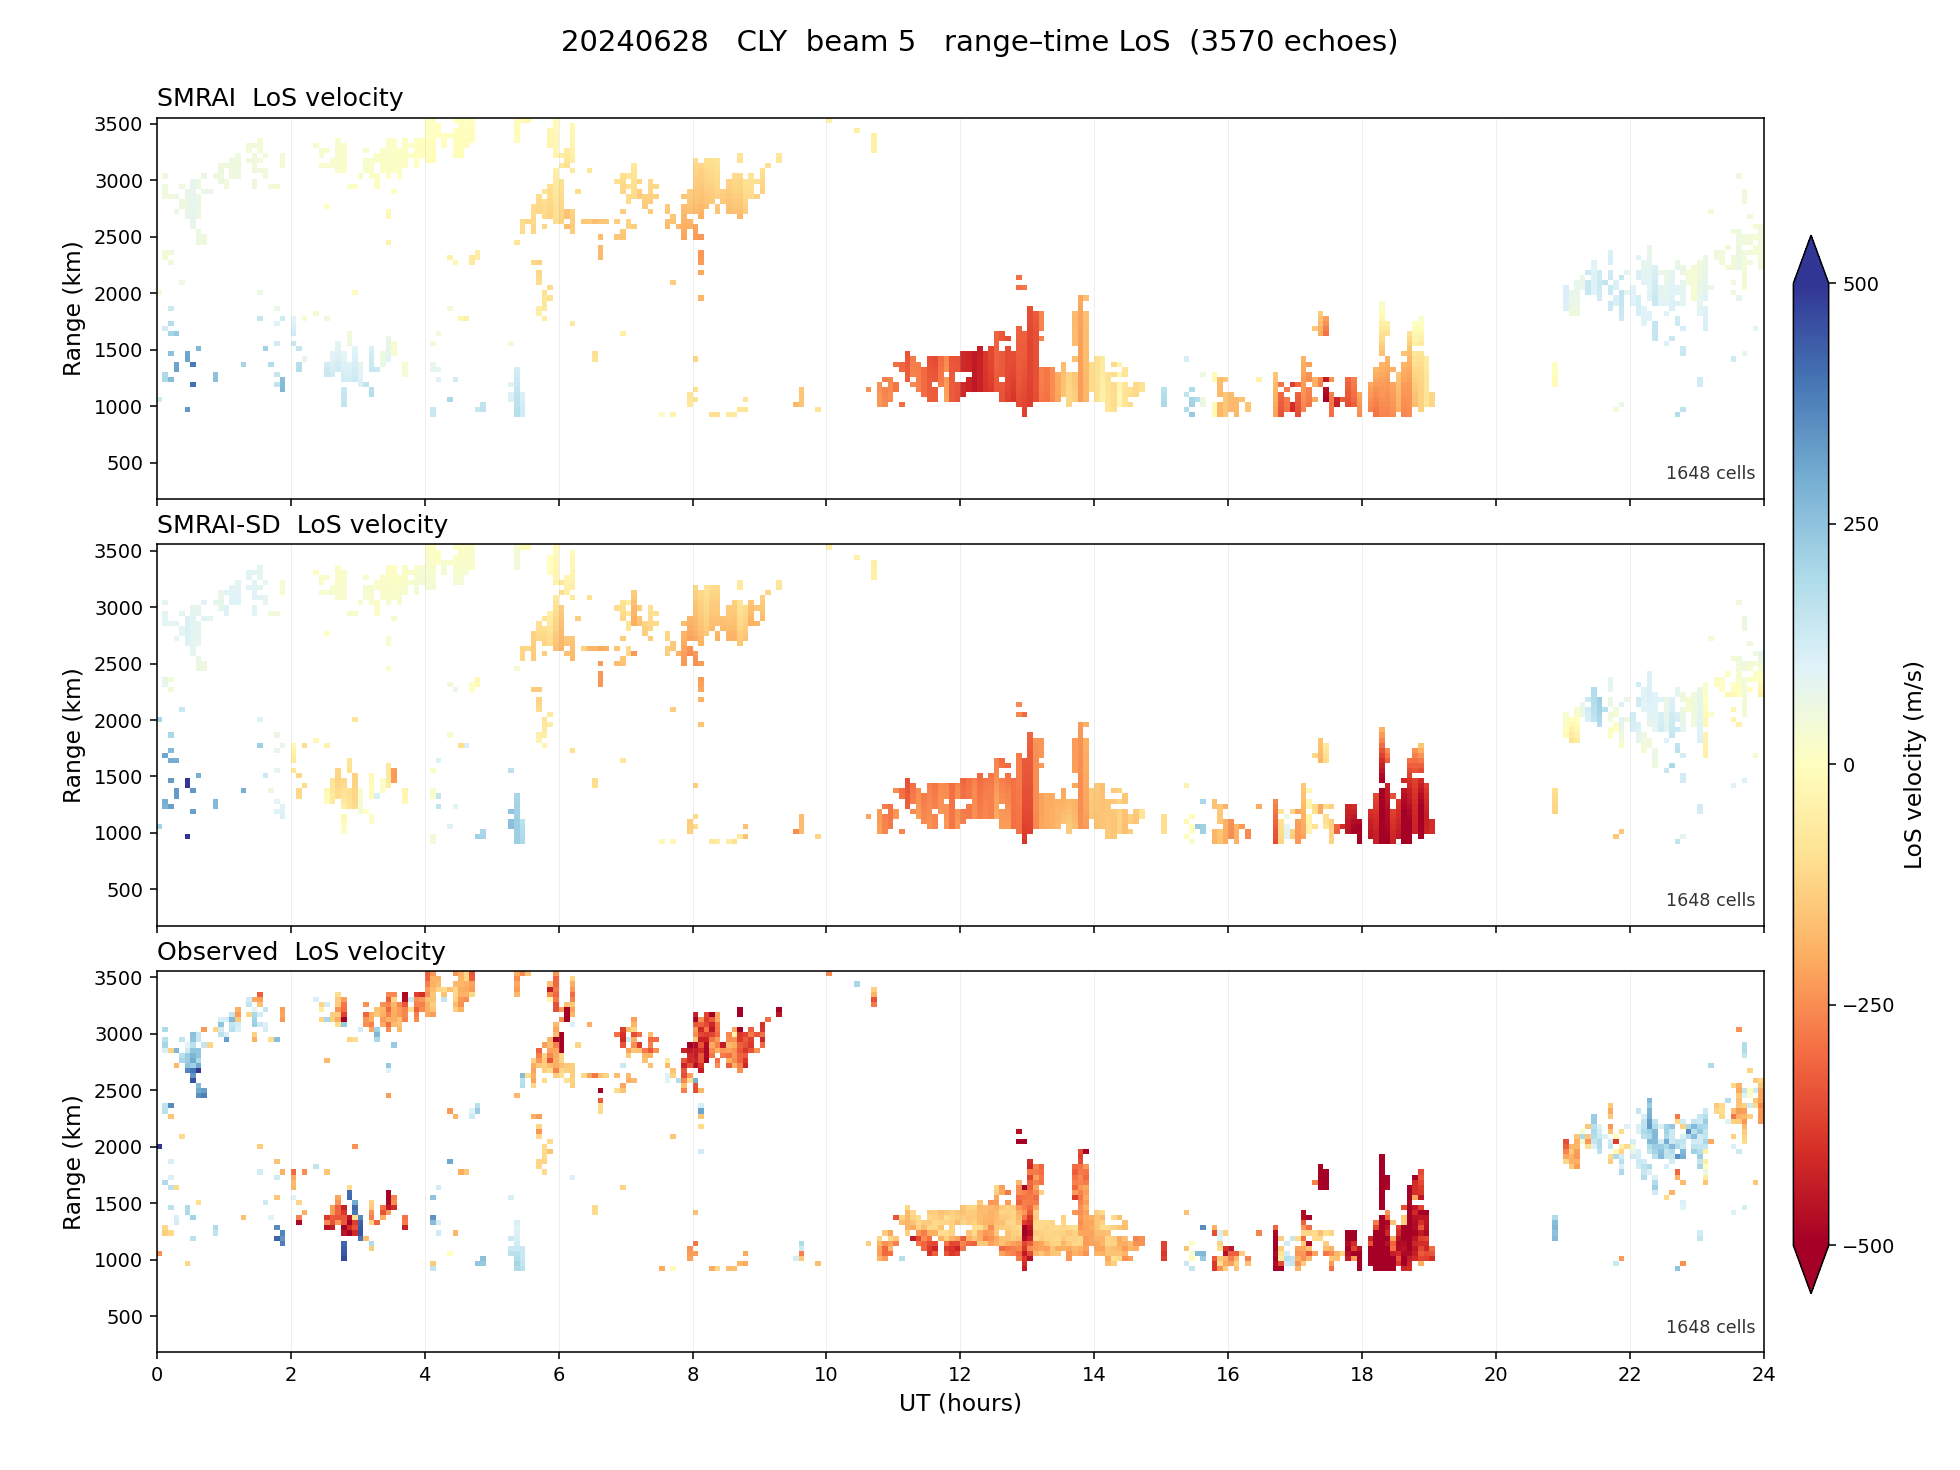 20240628   CLY  beam 5   range–time LoS  (3570 echoes)
SMRAI  LoS velocity
3500
3000
2500
2000
1500
1000
500
Range (km)
1648 cells
SMRAI-SD  LoS velocity
3500
3000
2500
2000
1500
1000
500
Range (km)
1648 cells
Observed  LoS velocity
3500
3000
2500
2000
1500
1000
500
Range (km)
1648 cells
0 2 4 6 8 10 12 14 16 18 20 22 24
UT (hours)
500
250
0
−250
−500
LoS velocity (m/s)